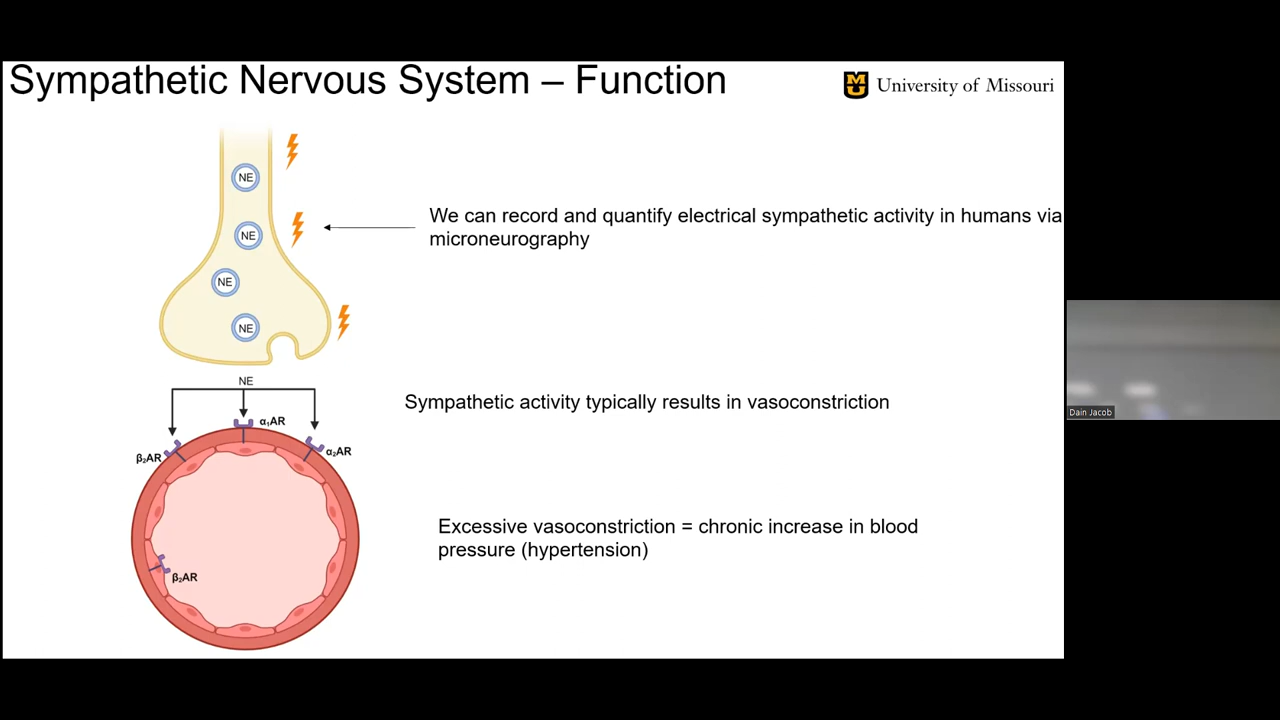 Sympathetic Nervous System – Function
University of Missouri
NE
We can record and quantify electrical sympathetic activity in humans via
microneurography
NE
NE
NE
NE
Sympathetic activity typically results in vasoconstriction
α₁AR
β₂AR
α₂AR
Excessive vasoconstriction = chronic increase in blood
pressure (hypertension)
β₂AR
Dain Jacob